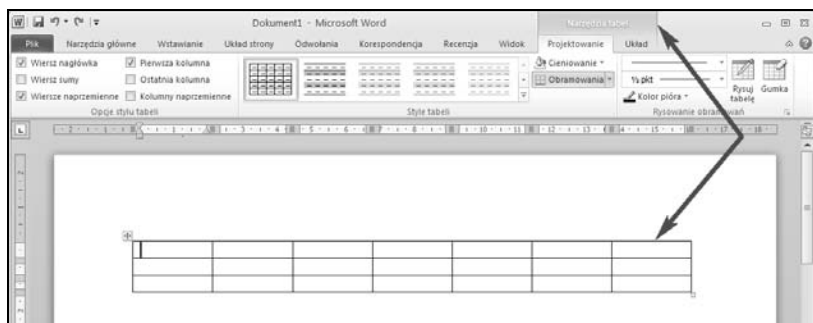 Dokument1 - Microsoft Word
Narzędzia tabel
Plik Narzędzia główne Wstawianie Układ strony Odwołania Korespondencja Recenzja Widok Projektowanie Układ
Wiersz nagłówka Pierwsza kolumna
Wiersz sumy Ostatnia kolumna
Wiersze naprzemienne Kolumny naprzemienne
Opcje stylu tabeli
Style tabeli
Cieniowanie
Obramowania
½ pkt
Kolor pióra
Rysuj tabelę
Gumka
Rysowanie obramowań